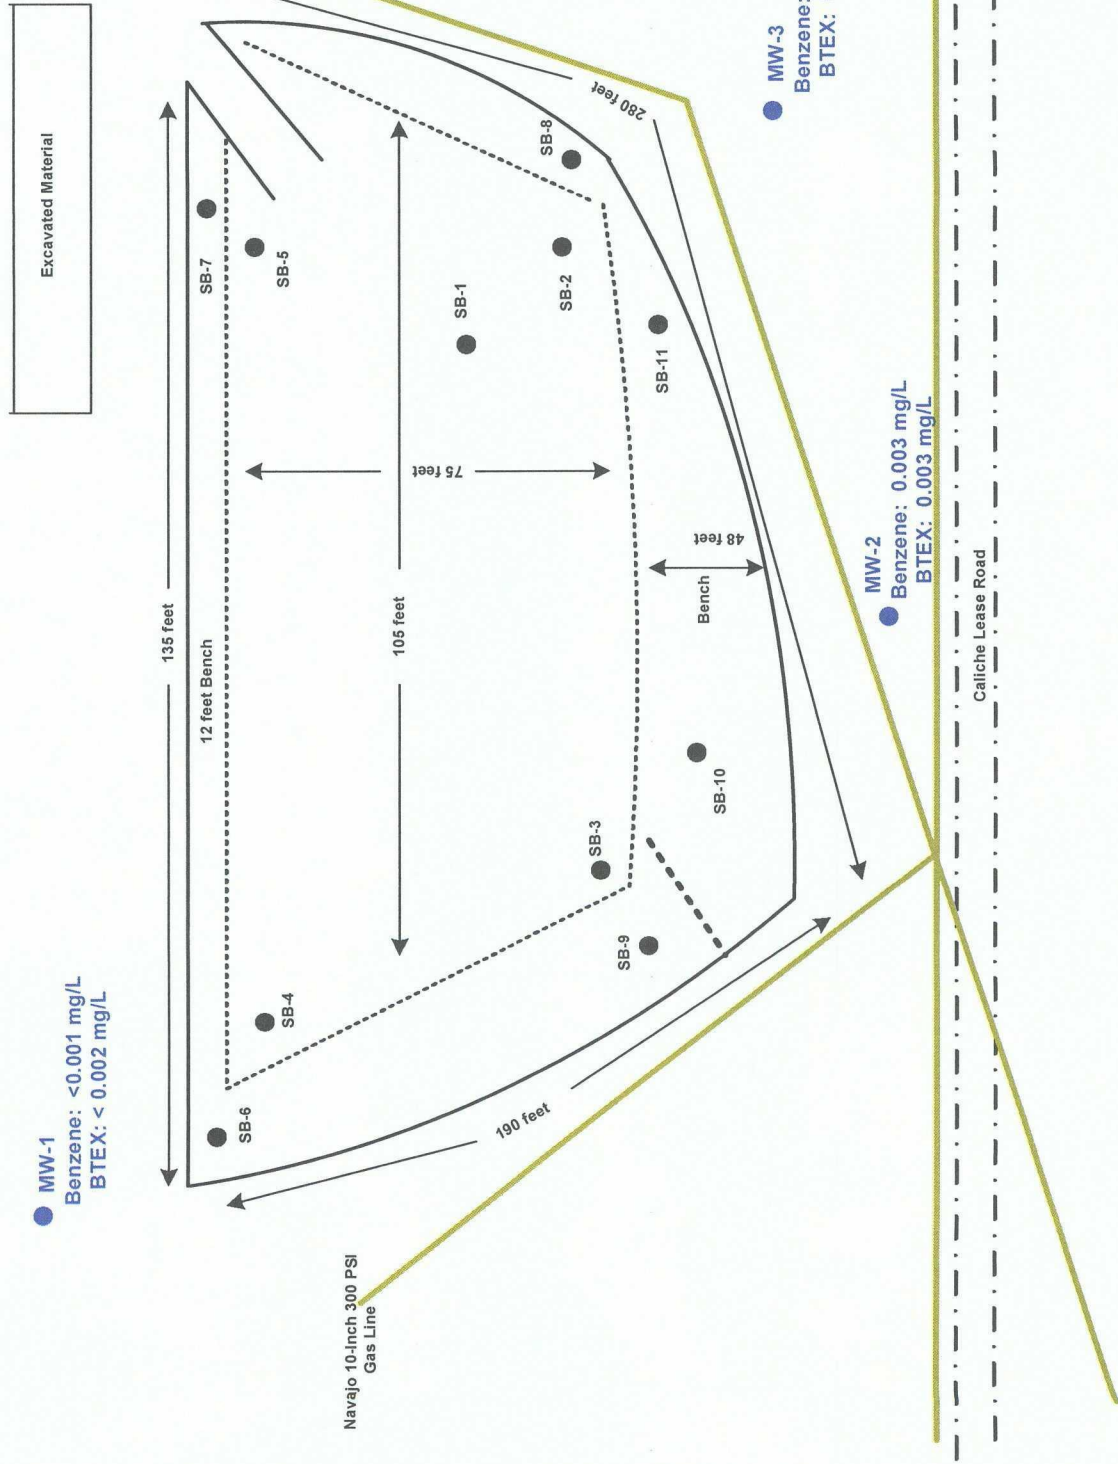 Excavated Material
MW-3
Benzene:
BTEX:
280 feet
SB-8
SB-7
SB-5
SB-2
SB-1
SB-11
75 feet
135 feet
12 feet Bench
105 feet
48 feet
Bench
MW-2
Benzene: 0.003 mg/L
BTEX: 0.003 mg/L
Caliche Lease Road
SB-10
SB-3
SB-9
SB-4
SB-6
190 feet
MW-1
Benzene: <0.001 mg/L
BTEX: < 0.002 mg/L
Navajo 10-Inch 300 PSI
Gas Line